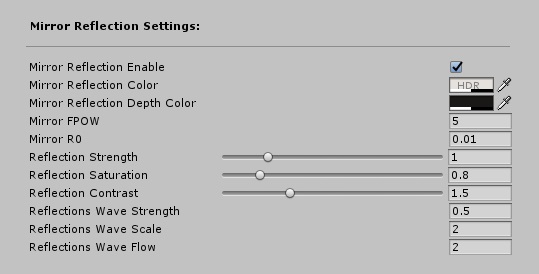 Mirror Reflection Settings:
Mirror Reflection Enable
Mirror Reflection Color HDR
Mirror Reflection Depth Color
Mirror FPOW 5
Mirror R0 0.01
Reflection Strength 1
Reflection Saturation 0.8
Reflection Contrast 1.5
Reflections Wave Strength 0.5
Reflections Wave Scale 2
Reflections Wave Flow 2